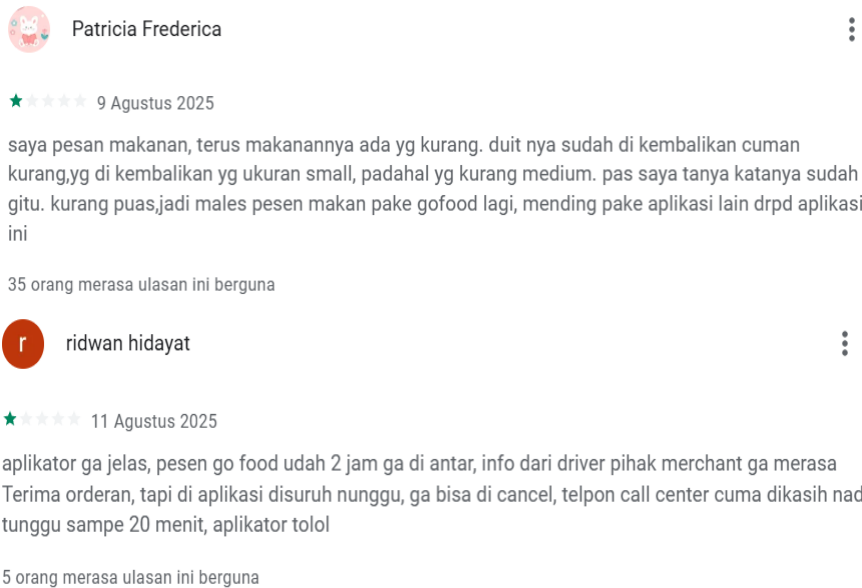 Patricia Frederica
9 Agustus 2025
saya pesan makanan, terus makanannya ada yg kurang. duit nya sudah di kembalikan cuman
kurang,yg di kembalikan yg ukuran small, padahal yg kurang medium. pas saya tanya katanya sudah
gitu. kurang puas,jadi males pesen makan pake gofood lagi, mending pake aplikasi lain drpd aplikasi
ini
35 orang merasa ulasan ini berguna
r
ridwan hidayat
11 Agustus 2025
aplikator ga jelas, pesen go food udah 2 jam ga di antar, info dari driver pihak merchant ga merasa
Terima orderan, tapi di aplikasi disuruh nunggu, ga bisa di cancel, telpon call center cuma dikasih nad
tunggu sampe 20 menit, aplikator tolol
5 orang merasa ulasan ini berguna